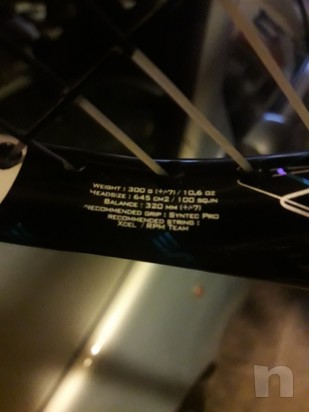 WEIGHT : 300 G (+/-7) / 10,6 OZ
HEADSIZE : 645 CM2 / 100 SQ.IN
BALANCE : 320 MM (+/-7)
RECOMMENDED GRIP : SYNTEC PRO
RECOMMENDED STRING :
XCEL / RPM TEAM
n